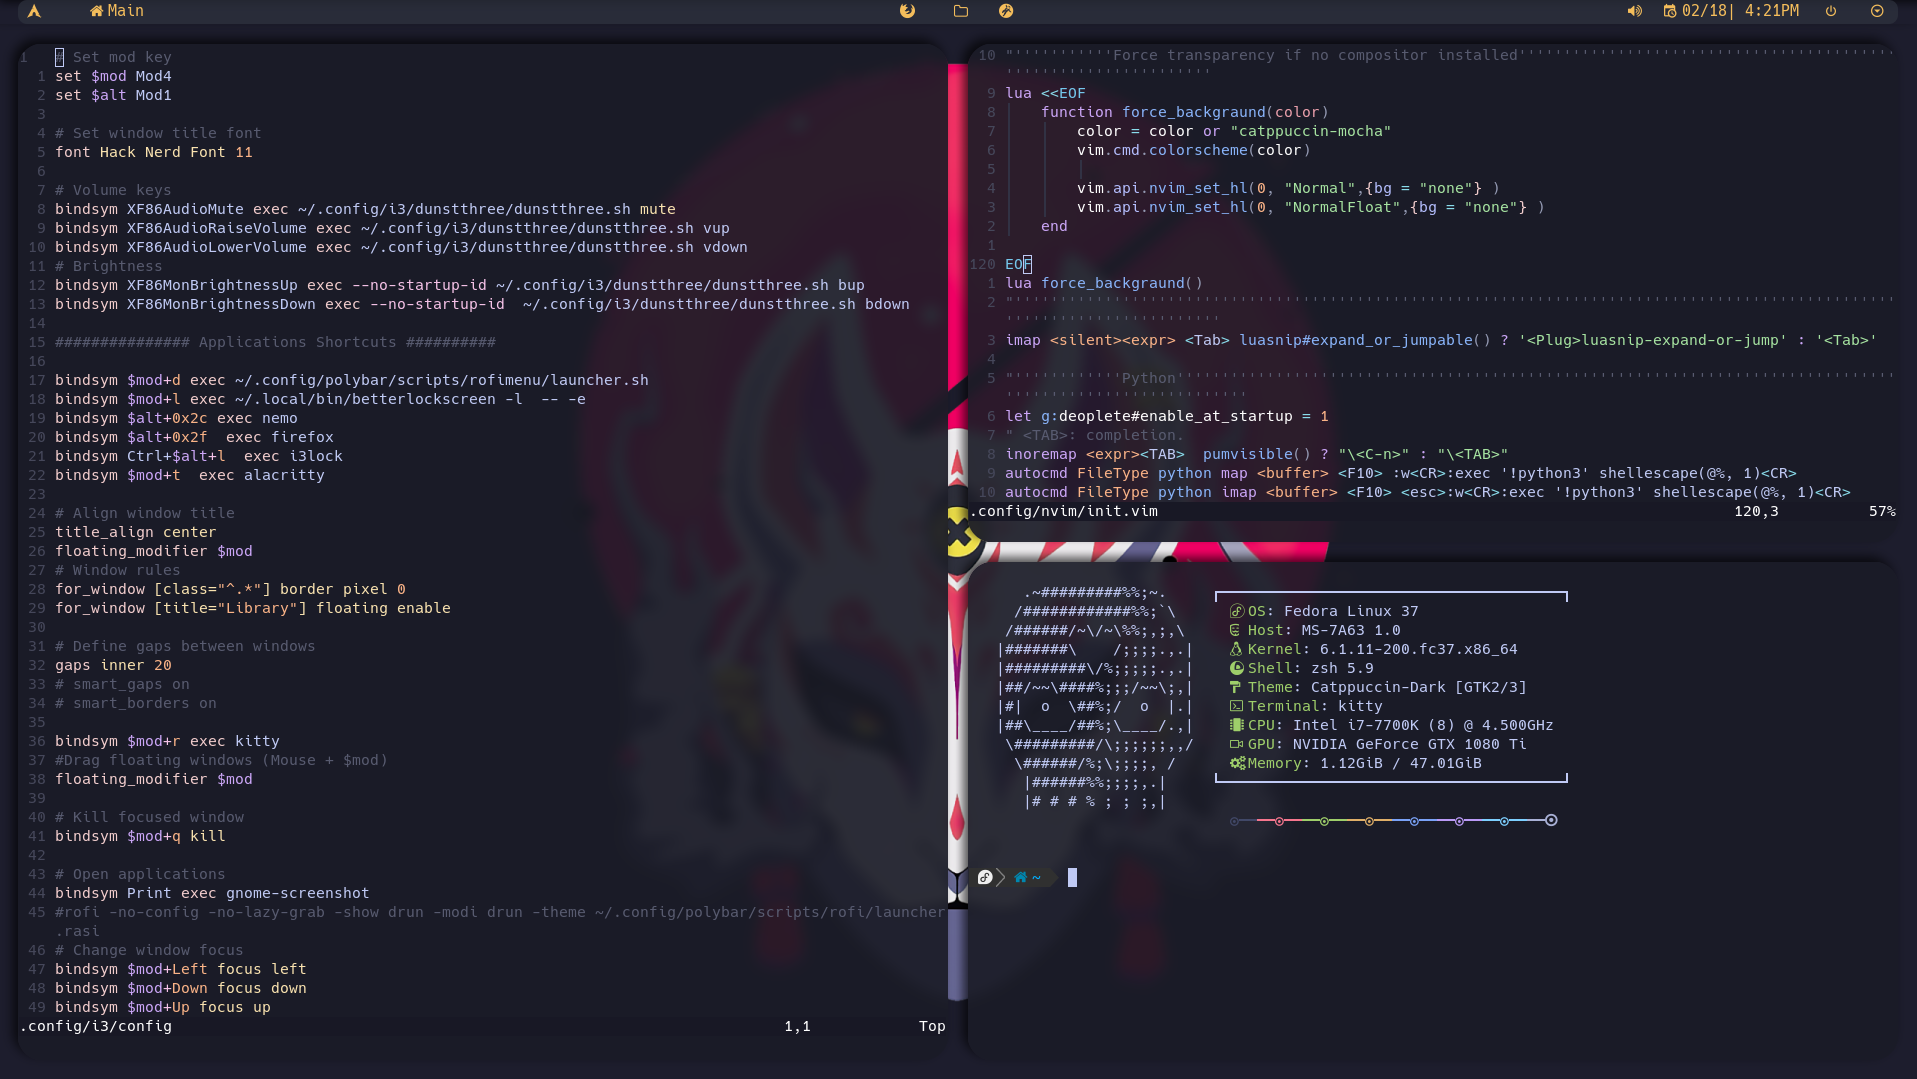 Main
02/18| 4:21PM
1 # Set mod key
1 set $mod Mod4
2 set $alt Mod1
3
4 # Set window title font
5 font Hack Nerd Font 11
6
7 # Volume keys
8 bindsym XF86AudioMute exec ~/.config/i3/dunstthree/dunstthree.sh mute
9 bindsym XF86AudioRaiseVolume exec ~/.config/i3/dunstthree/dunstthree.sh vup
10 bindsym XF86AudioLowerVolume exec ~/.config/i3/dunstthree/dunstthree.sh vdown
11 # Brightness
12 bindsym XF86MonBrightnessUp exec --no-startup-id ~/.config/i3/dunstthree/dunstthree.sh bup
13 bindsym XF86MonBrightnessDown exec --no-startup-id  ~/.config/i3/dunstthree/dunstthree.sh bdown
14
15 ############### Applications Shortcuts ##########
16
17 bindsym $mod+d exec ~/.config/polybar/scripts/rofimenu/launcher.sh
18 bindsym $mod+l exec ~/.local/bin/betterlockscreen -l  -- -e
19 bindsym $alt+0x2c exec nemo
20 bindsym $alt+0x2f  exec firefox
21 bindsym Ctrl+$alt+l  exec i3lock
22 bindsym $mod+t  exec alacritty
23
24 # Align window title
25 title_align center
26 floating_modifier $mod
27 # Window rules
28 for_window [class="^.*"] border pixel 0
29 for_window [title="Library"] floating enable
30
31 # Define gaps between windows
32 gaps inner 20
33 # smart_gaps on
34 # smart_borders on
35
36 bindsym $mod+r exec kitty
37 #Drag floating windows (Mouse + $mod)
38 floating_modifier $mod
39
40 # Kill focused window
41 bindsym $mod+q kill
42
43 # Open applications
44 bindsym Print exec gnome-screenshot
45 #rofi -no-config -no-lazy-grab -show drun -modi drun -theme ~/.config/polybar/scripts/rofi/launcher
.rasi
46 # Change window focus
47 bindsym $mod+Left focus left
48 bindsym $mod+Down focus down
49 bindsym $mod+Up focus up
.config/i3/config 1,1 Top
10 "'''''''''''Force transparency if no compositor installed''''''''''''''''''''''''''''''''''''''''''
'''''''''''''''''''''''
9 lua <<EOF
8 function force_backgraund(color)
7 color = color or "catppuccin-mocha"
6 vim.cmd.colorscheme(color)
5
4 vim.api.nvim_set_hl(0, "Normal",{bg = "none"} )
3 vim.api.nvim_set_hl(0, "NormalFloat",{bg = "none"} )
2 end
1
120 EOF
1 lua force_backgraund()
2 "''''''''''''''''''''''''''''''''''''''''''''''''''''''''''''''''''''''''''''''''''''''''''''''''''
''''''''''''''''''''''''
3 imap <silent><expr> <Tab> luasnip#expand_or_jumpable() ? '<Plug>luasnip-expand-or-jump' : '<Tab>'
4
5 "''''''''''''Python''''''''''''''''''''''''''''''''''''''''''''''''''''''''''''''''''''''''''''''''
'''''''''''''''''''''''''''
6 let g:deoplete#enable_at_startup = 1
7 " <TAB>: completion.
8 inoremap <expr><TAB>  pumvisible() ? "\<C-n>" : "\<TAB>"
9 autocmd FileType python map <buffer> <F10> :w<CR>:exec '!python3' shellescape(@%, 1)<CR>
10 autocmd FileType python imap <buffer> <F10> <esc>:w<CR>:exec '!python3' shellescape(@%, 1)<CR>
.config/nvim/init.vim 120,3 57%
   .~#########%%;~.
  /############%%;`\
 /######/~\/~\%%;,;,\
|#######\    /;;;;.,.|
|#########\/%;;;;;.,.|
|##/~~\####%;;;/~~\;,|
|#|  o  \##%;/  o  |.|
|##\____/##%;\____/.,|
 \#########/\;;;;;;,,/
  \######/%;\;;;;, /
   |######%%;;;;,.|
   |# # # % ; ; ;,|
OS: Fedora Linux 37
Host: MS-7A63 1.0
Kernel: 6.1.11-200.fc37.x86_64
Shell: zsh 5.9
Theme: Catppuccin-Dark [GTK2/3]
Terminal: kitty
CPU: Intel i7-7700K (8) @ 4.500GHz
GPU: NVIDIA GeForce GTX 1080 Ti
Memory: 1.12GiB / 47.01GiB
~